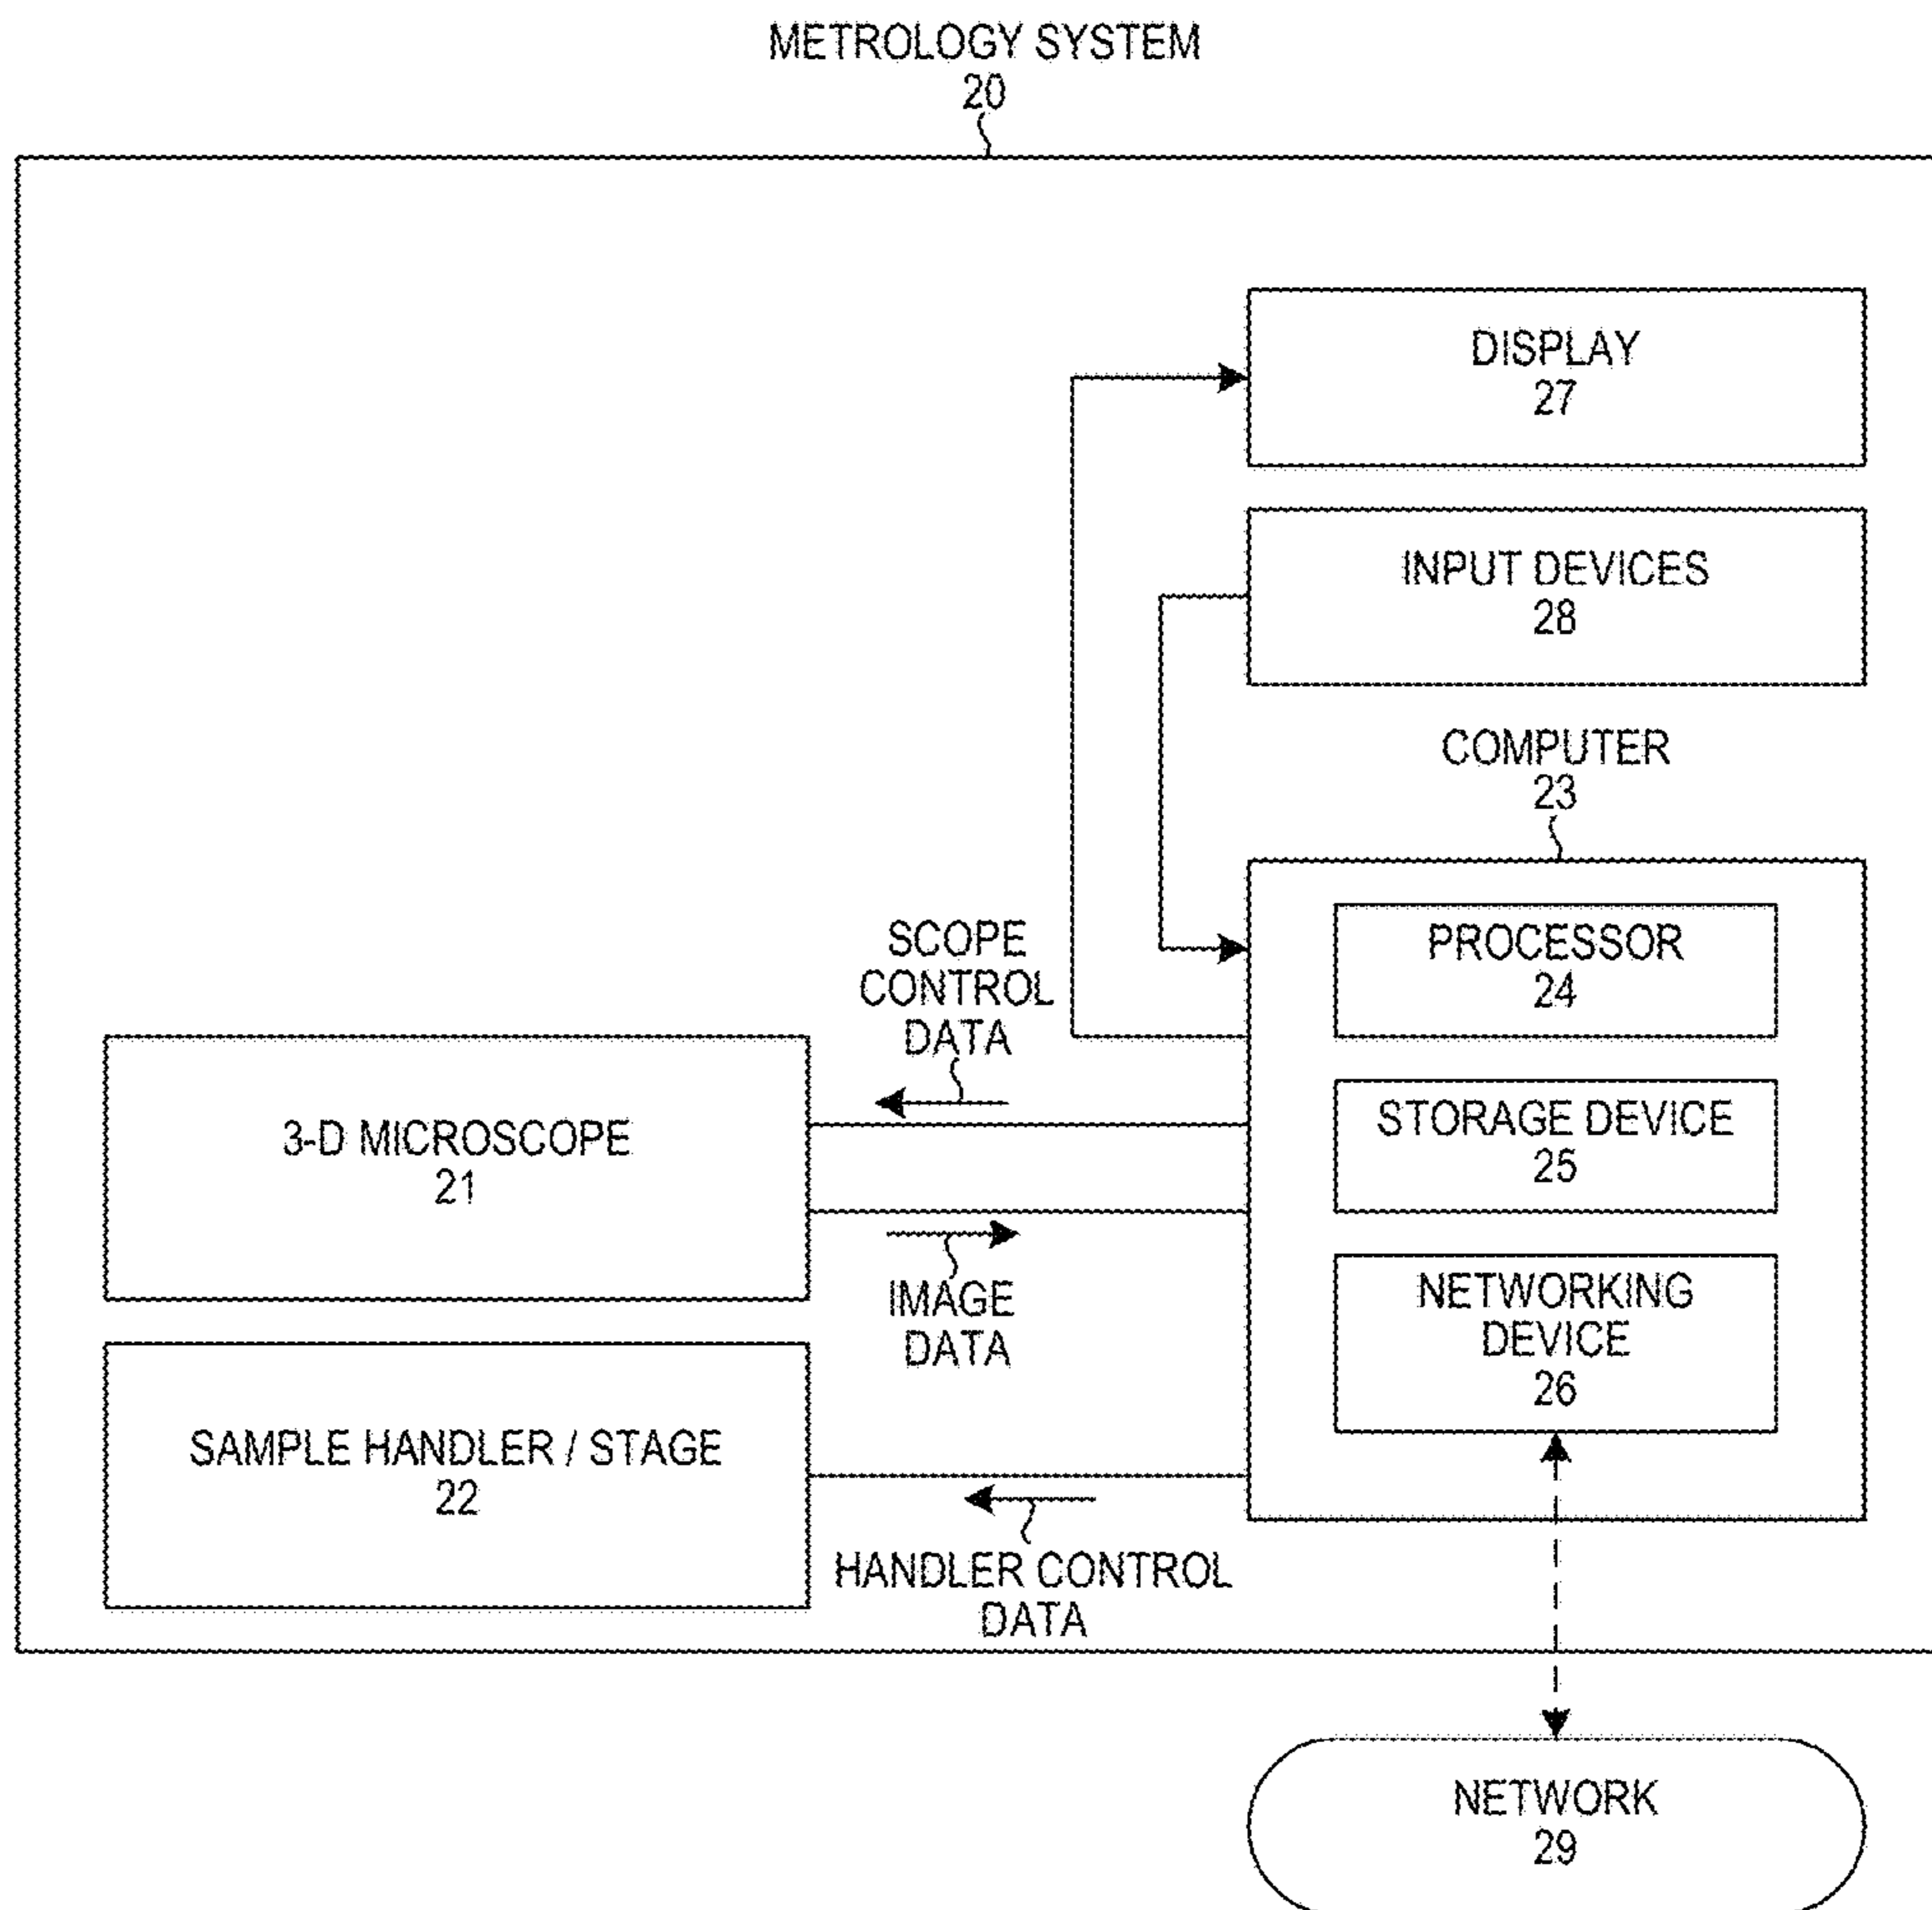 METROLOGY SYSTEM
20
DISPLAY
27
INPUT DEVICES
28
COMPUTER
23
PROCESSOR
24
STORAGE DEVICE
25
NETWORKING
DEVICE
26
SCOPE
CONTROL
DATA
3-D MICROSCOPE
21
IMAGE
DATA
SAMPLE HANDLER / STAGE
22
HANDLER CONTROL
DATA
NETWORK
29